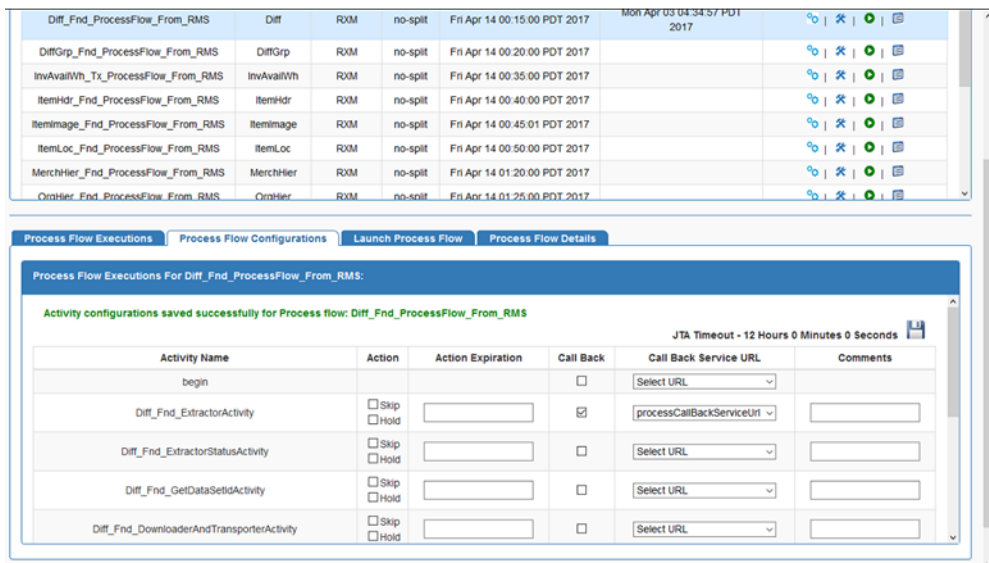 Diff_Fnd_ProcessFlow_From_RMS Diff RXM no-split Fri Apr 14 00:15:00 PDT 2017 Mon Apr 03 04:34:57 PDT
2017
DiffGrp_Fnd_ProcessFlow_From_RMS DiffGrp RXM no-split Fri Apr 14 00:20:00 PDT 2017
InvAvailWh_Tx_ProcessFlow_From_RMS InvAvailWh RXM no-split Fri Apr 14 00:35:00 PDT 2017
ItemHdr_Fnd_ProcessFlow_From_RMS ItemHdr RXM no-split Fri Apr 14 00:40:00 PDT 2017
ItemImage_Fnd_ProcessFlow_From_RMS ItemImage RXM no-split Fri Apr 14 00:45:01 PDT 2017
ItemLoc_Fnd_ProcessFlow_From_RMS ItemLoc RXM no-split Fri Apr 14 00:50:00 PDT 2017
MerchHier_Fnd_ProcessFlow_From_RMS MerchHier RXM no-split Fri Apr 14 01:20:00 PDT 2017
OrgHier_Fnd_ProcessFlow_From_RMS OrgHier RXM no-split Fri Apr 14 01:25:00 PDT 2017
Process Flow Executions Process Flow Configurations Launch Process Flow Process Flow Details
Process Flow Executions For Diff_Fnd_ProcessFlow_From_RMS:
Activity configurations saved successfully for Process flow: Diff_Fnd_ProcessFlow_From_RMS
JTA Timeout - 12 Hours 0 Minutes 0 Seconds
Activity Name Action Action Expiration Call Back Call Back Service URL Comments
begin Select URL
Diff_Fnd_ExtractorActivity Skip processCallBackServiceUrl
Hold
Diff_Fnd_ExtractorStatusActivity Skip Select URL
Hold
Diff_Fnd_GetDataSetIdActivity Skip Select URL
Hold
Diff_Fnd_DownloaderAndTransporterActivity Skip Select URL
Hold